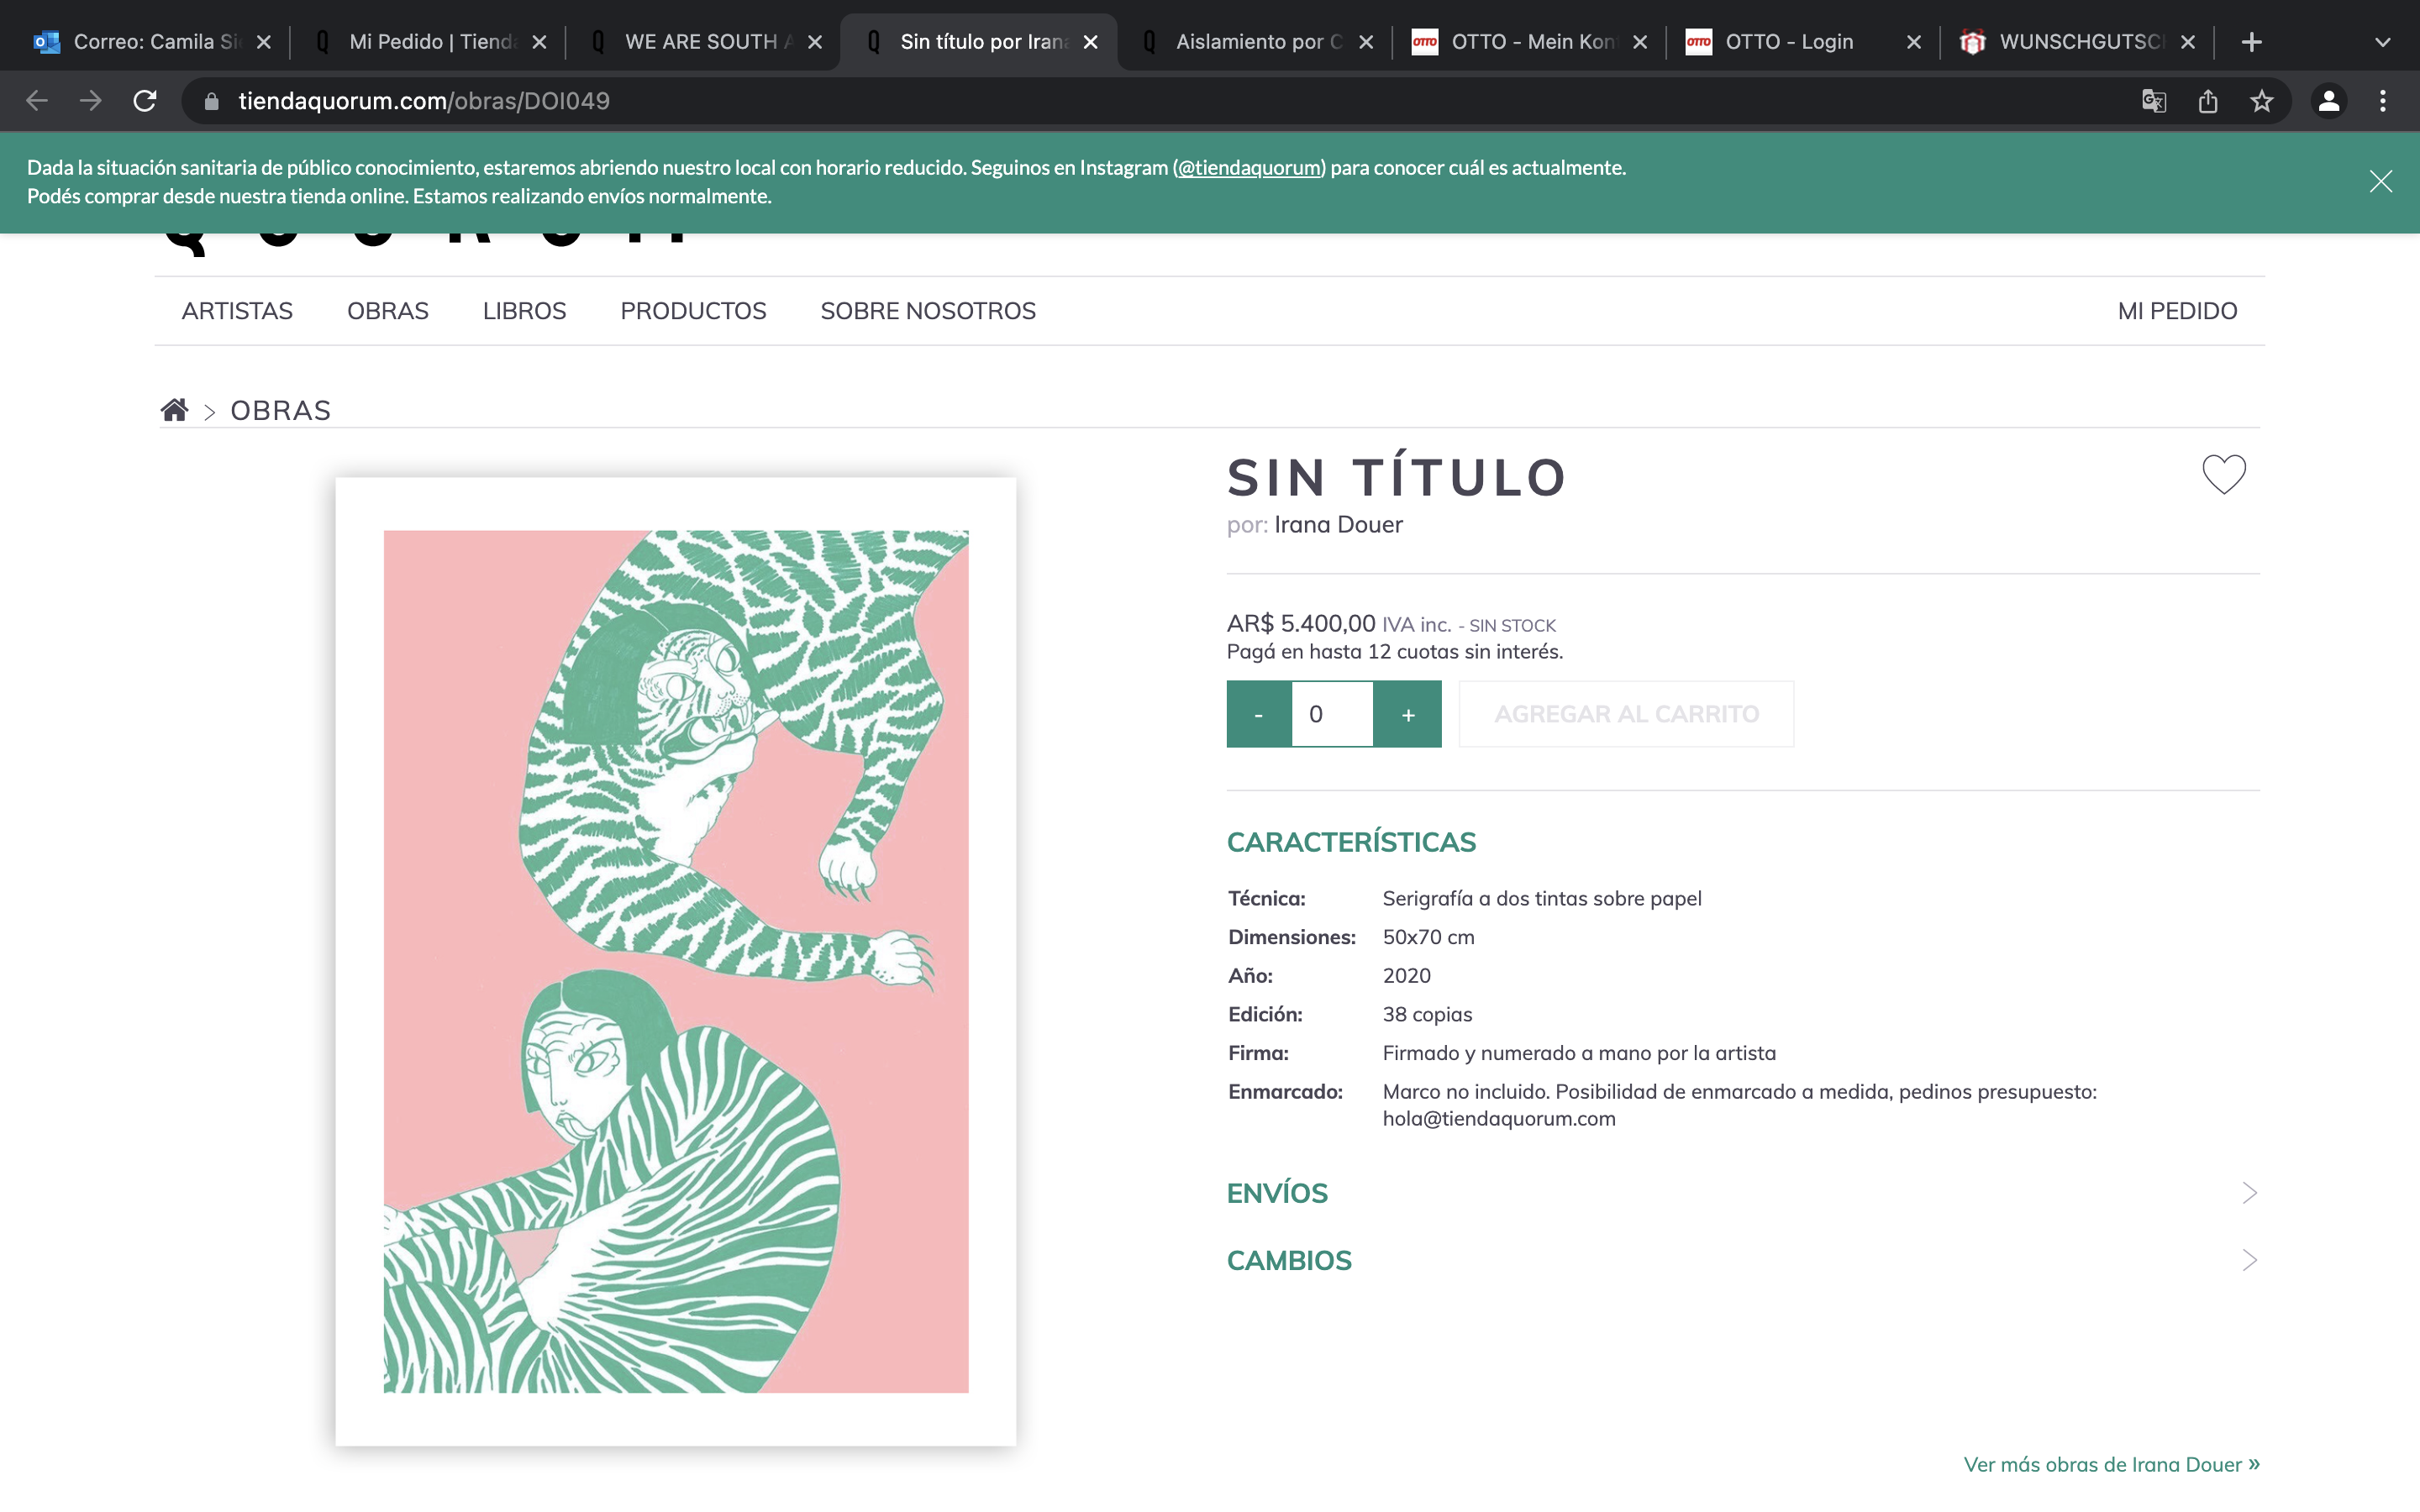 Correo: Camila Si
Mi Pedido | Tiend
WE ARE SOUTH A
Sin título por Iran
Aislamiento por C
OTTO - Mein Kon
OTTO - Login
WUNSCHGUTSC
tiendaquorum.com/obras/DOI049
Dada la situación sanitaria de público conocimiento, estaremos abriendo nuestro local con horario reducido. Seguinos en Instagram (@tiendaquorum) para conocer cuál es actualmente.
Podés comprar desde nuestra tienda online. Estamos realizando envíos normalmente.
ARTISTAS OBRAS LIBROS PRODUCTOS SOBRE NOSOTROS MI PEDIDO
> OBRAS
SIN TÍTULO
por: Irana Douer
AR$ 5.400,00 IVA inc. - SIN STOCK
Pagá en hasta 12 cuotas sin interés.
- 0 + AGREGAR AL CARRITO
CARACTERÍSTICAS
Técnica: Serigrafía a dos tintas sobre papel
Dimensiones: 50x70 cm
Año: 2020
Edición: 38 copias
Firma: Firmado y numerado a mano por la artista
Enmarcado: Marco no incluido. Posibilidad de enmarcado a medida, pedinos presupuesto:
hola@tiendaquorum.com
ENVÍOS
CAMBIOS
Ver más obras de Irana Douer »